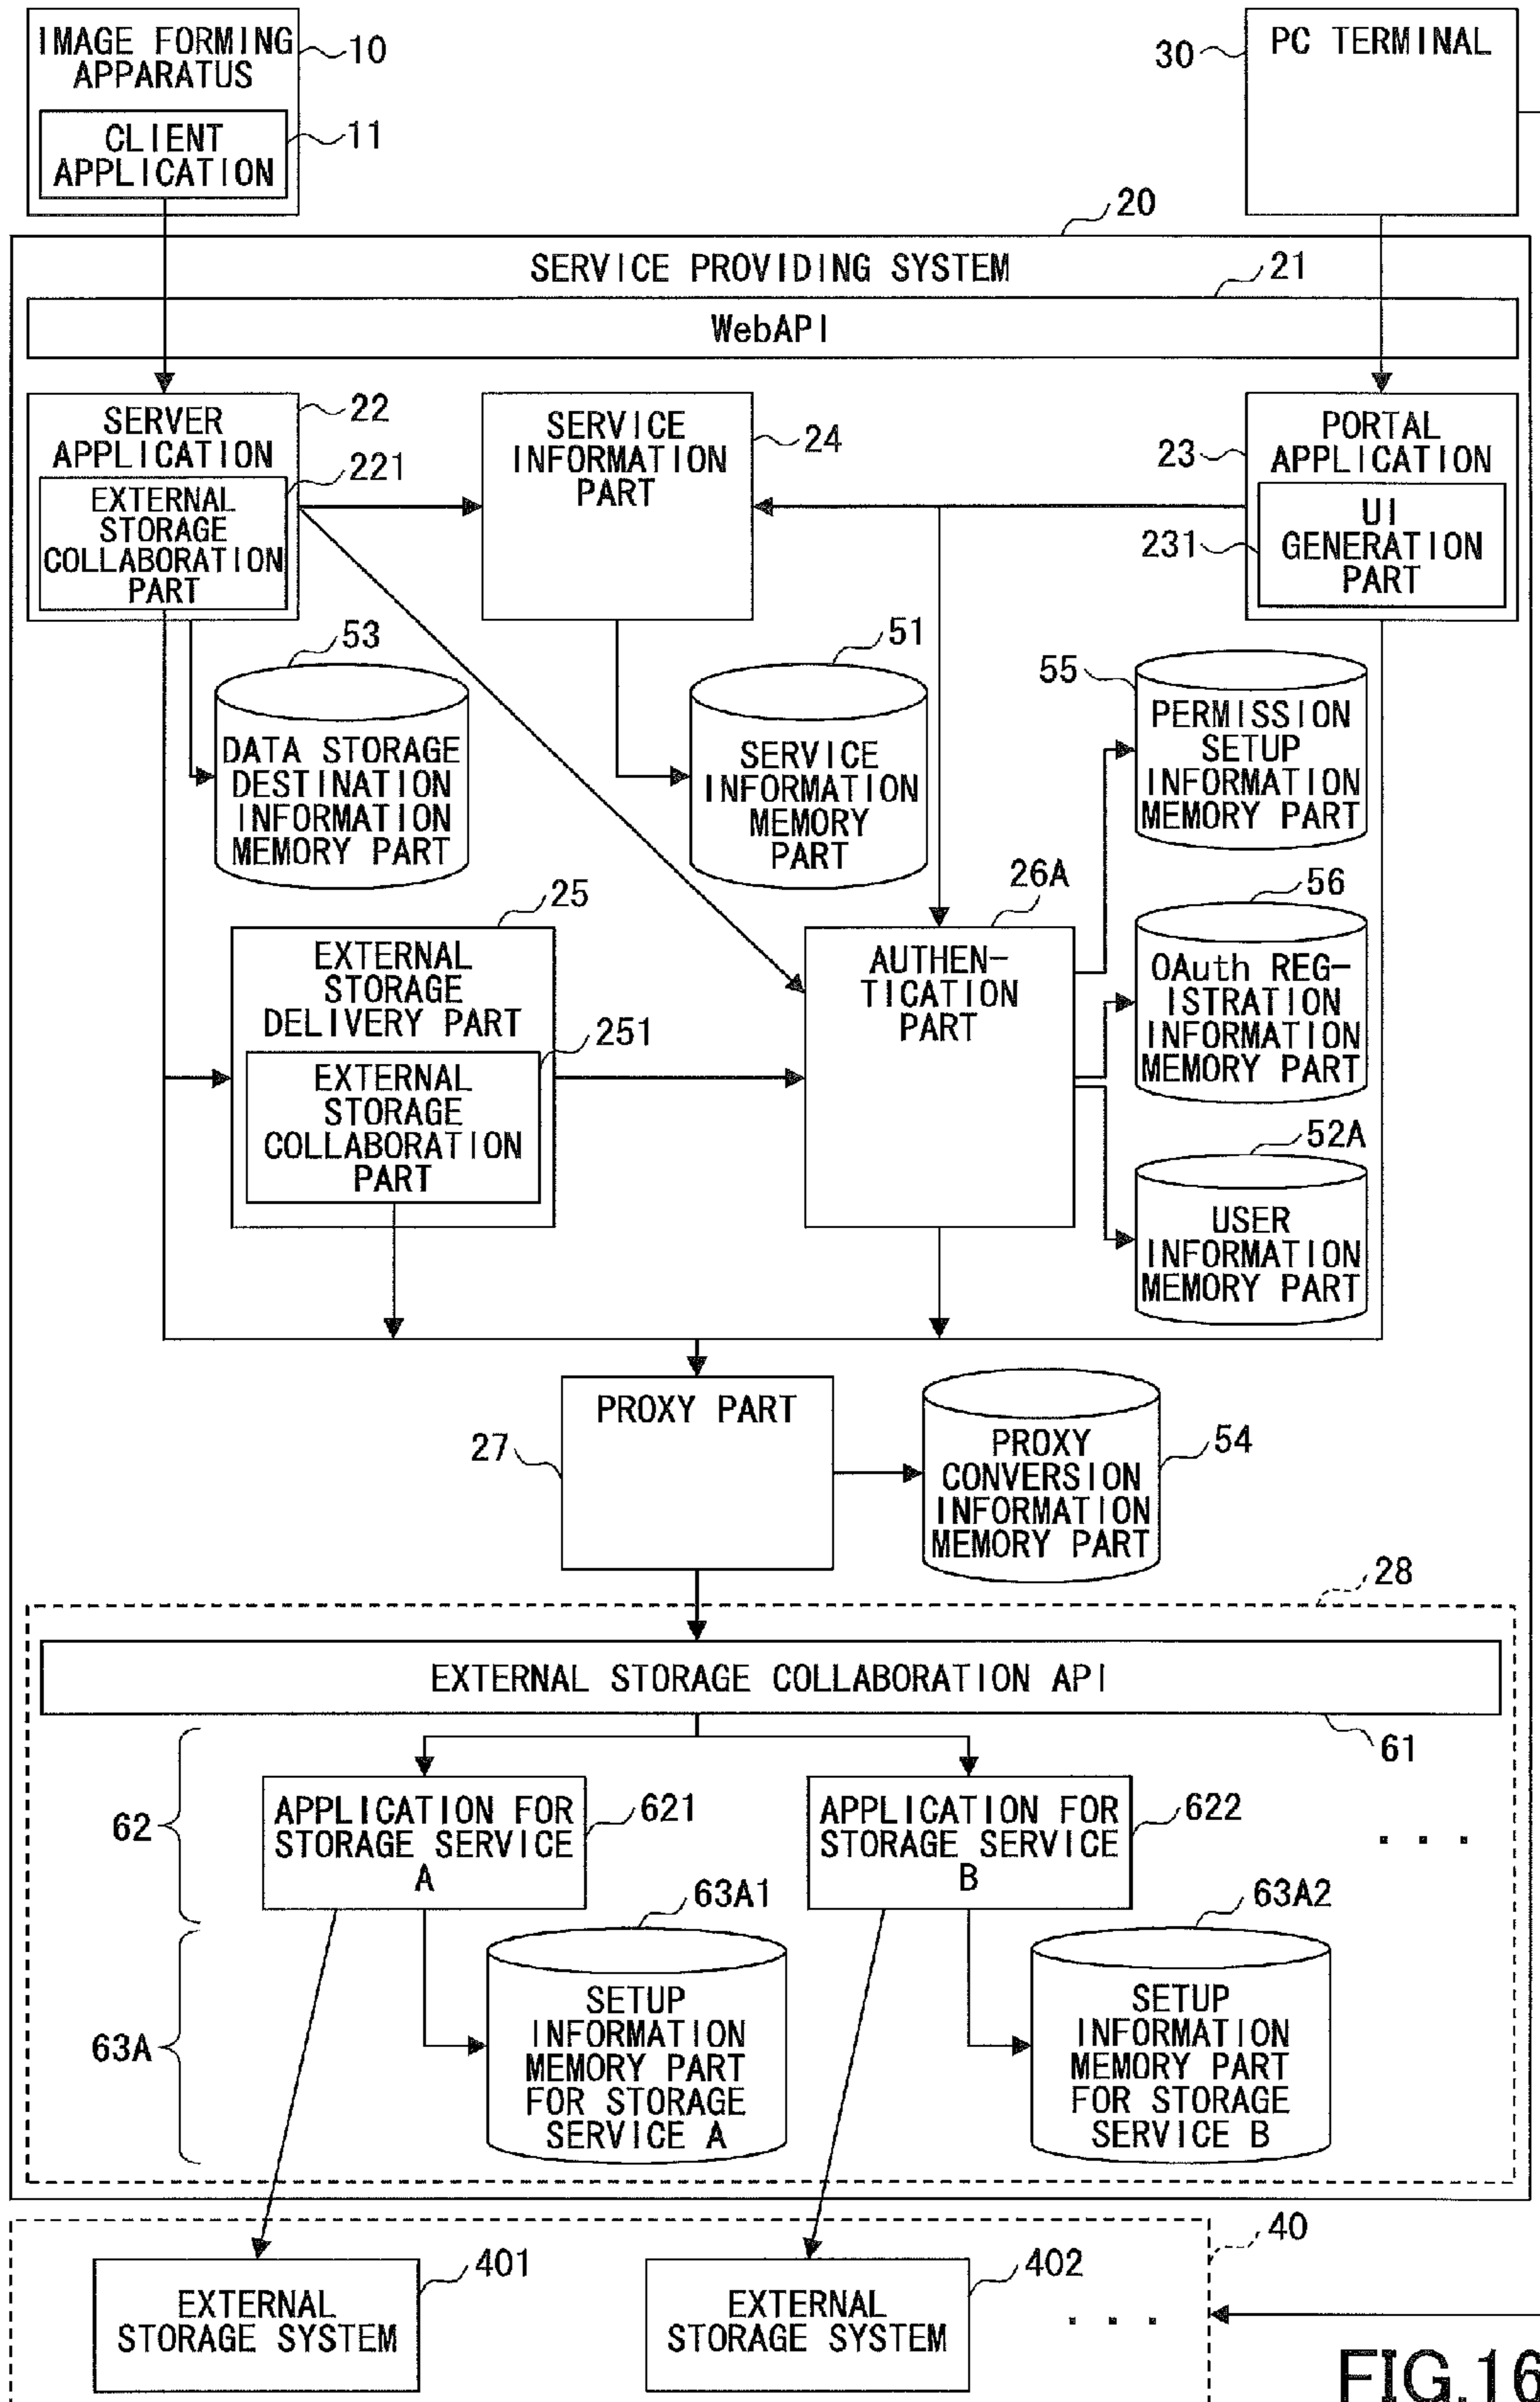 IMAGE FORMING
APPARATUS
10
CLIENT
APPLICATION
11
PC TERMINAL
30
20
SERVICE PROVIDING SYSTEM
21
WebAPI
SERVER
APPLICATION
22
221
EXTERNAL
STORAGE
COLLABORATION
PART
SERVICE
INFORMATION
PART
24
PORTAL
APPLICATION
23
UI
GENERATION
PART
231
53
DATA STORAGE
DESTINATION
INFORMATION
MEMORY PART
51
SERVICE
INFORMATION
MEMORY
PART
55
PERMISSION
SETUP
INFORMATION
MEMORY PART
25
EXTERNAL
STORAGE
DELIVERY PART
251
EXTERNAL
STORAGE
COLLABORATION
PART
26A
AUTHEN-
TICATION
PART
56
OAuth REG-
ISTRATION
INFORMATION
MEMORY PART
52A
USER
INFORMATION
MEMORY PART
PROXY PART
27
PROXY
CONVERSION
INFORMATION
MEMORY PART
54
28
EXTERNAL STORAGE COLLABORATION API
61
62
APPLICATION FOR
STORAGE SERVICE
A
621
APPLICATION FOR
STORAGE SERVICE
B
622
. . .
63A
63A1
SETUP
INFORMATION
MEMORY PART
FOR STORAGE
SERVICE A
63A2
SETUP
INFORMATION
MEMORY PART
FOR STORAGE
SERVICE B
40
EXTERNAL
STORAGE SYSTEM
401
EXTERNAL
STORAGE SYSTEM
402
. . .
FIG.16